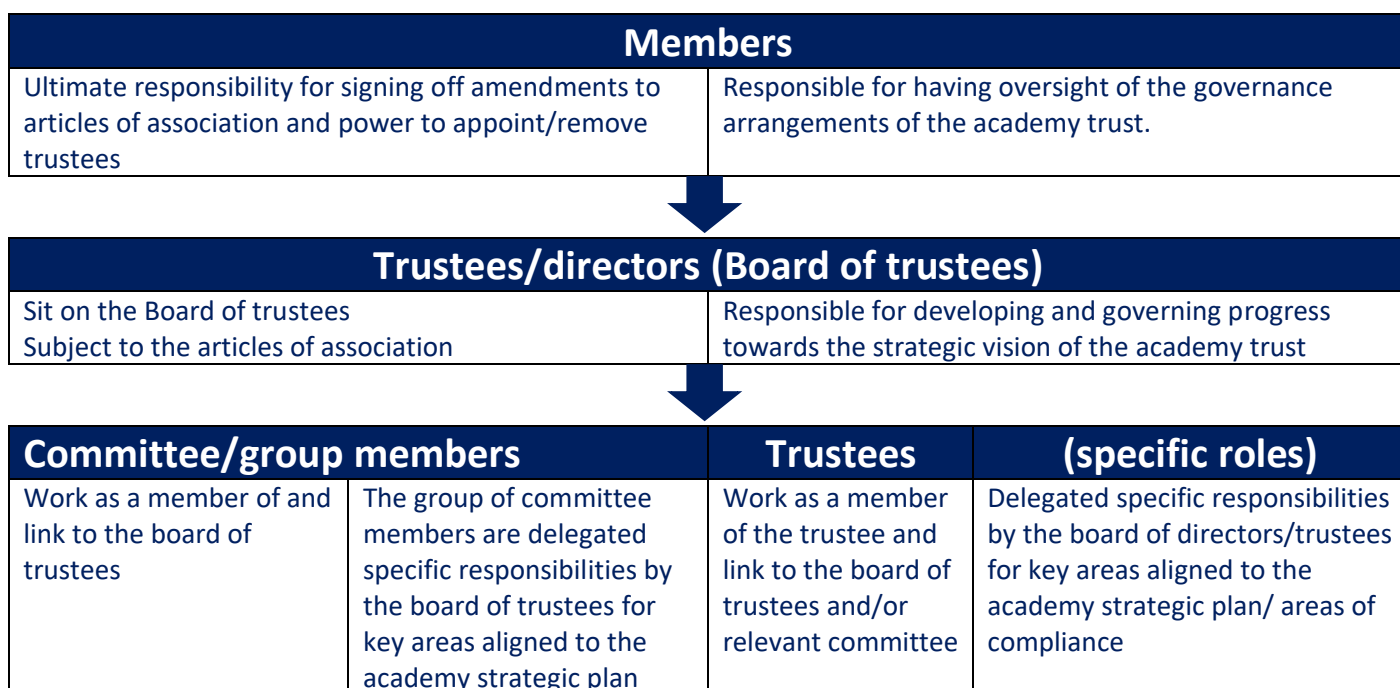 Members
Ultimate responsibility for signing off amendments to
articles of association and power to appoint/remove
trustees
Responsible for having oversight of the governance
arrangements of the academy trust.
Trustees/directors (Board of trustees)
Sit on the Board of trustees
Subject to the articles of association
Responsible for developing and governing progress
towards the strategic vision of the academy trust
Committee/group members
Work as a member of and
link to the board of
trustees
The group of committee
members are delegated
specific responsibilities by
the board of trustees for
key areas aligned to the
academy strategic plan
Trustees
Work as a member
of the trustee and
link to the board of
trustees and/or
relevant committee
(specific roles)
Delegated specific responsibilities
by the board of directors/trustees
for key areas aligned to the
academy strategic plan/ areas of
compliance